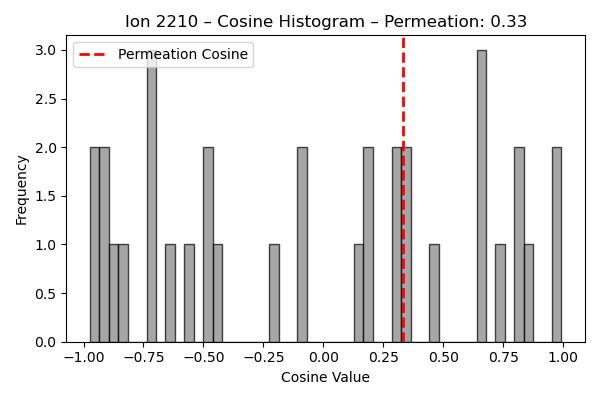 Ion 2210 – Cosine Histogram – Permeation: 0.33
Permeation Cosine
Frequency
3.0
2.5
2.0
1.5
1.0
0.5
0.0
−1.00 −0.75 −0.50 −0.25 0.00 0.25 0.50 0.75 1.00
Cosine Value